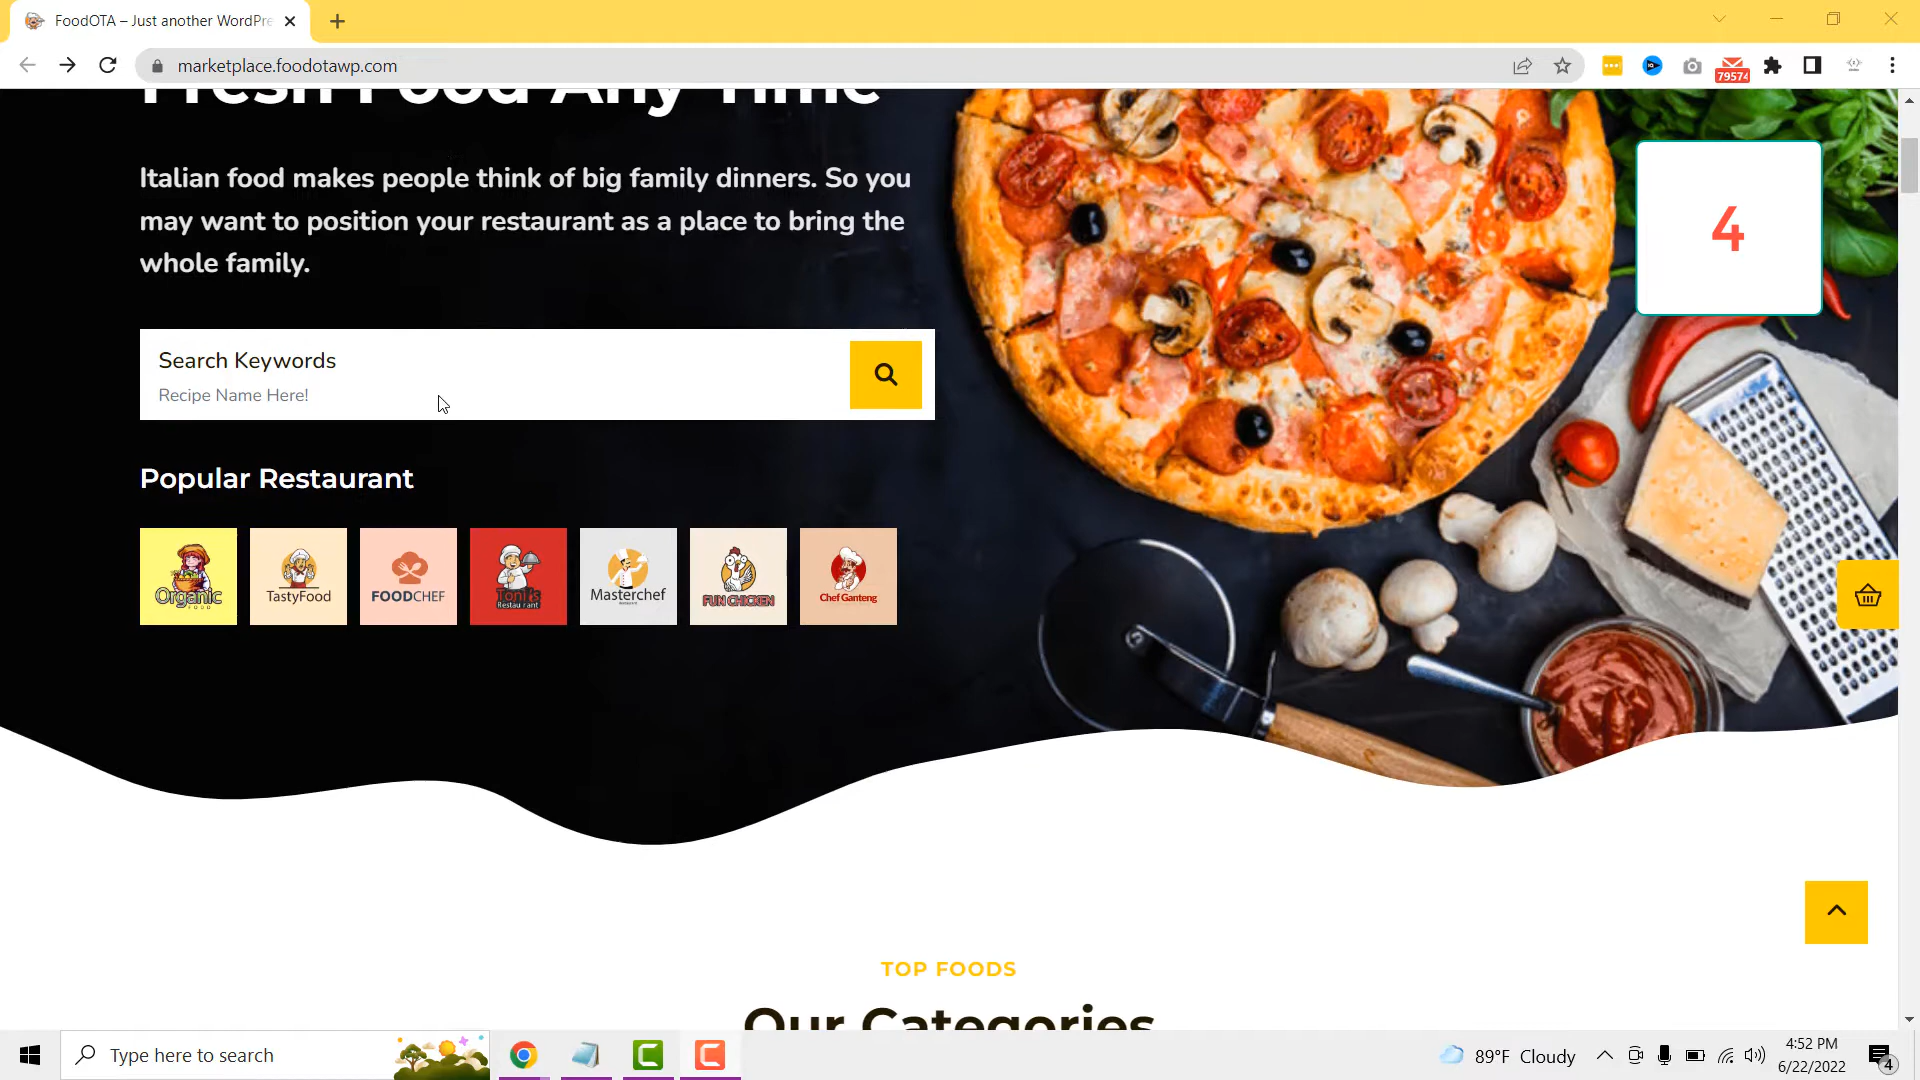 FoodOTA – Just another WordPre
marketplace.foodotawp.com
79574
Fresh Food Any Time
Italian food makes people think of big family dinners. So you
may want to position your restaurant as a place to bring the
whole family.
4
Search Keywords
Recipe Name Here!
Popular Restaurant
Organic
FOOD
TastyFood
FOODCHEF
Toni's
Restaurant
Masterchef
FUN CHICKEN
Chef Ganteng
TOP FOODS
Our Categories
Type here to search
89°F Cloudy
4:52 PM
6/22/2022
4